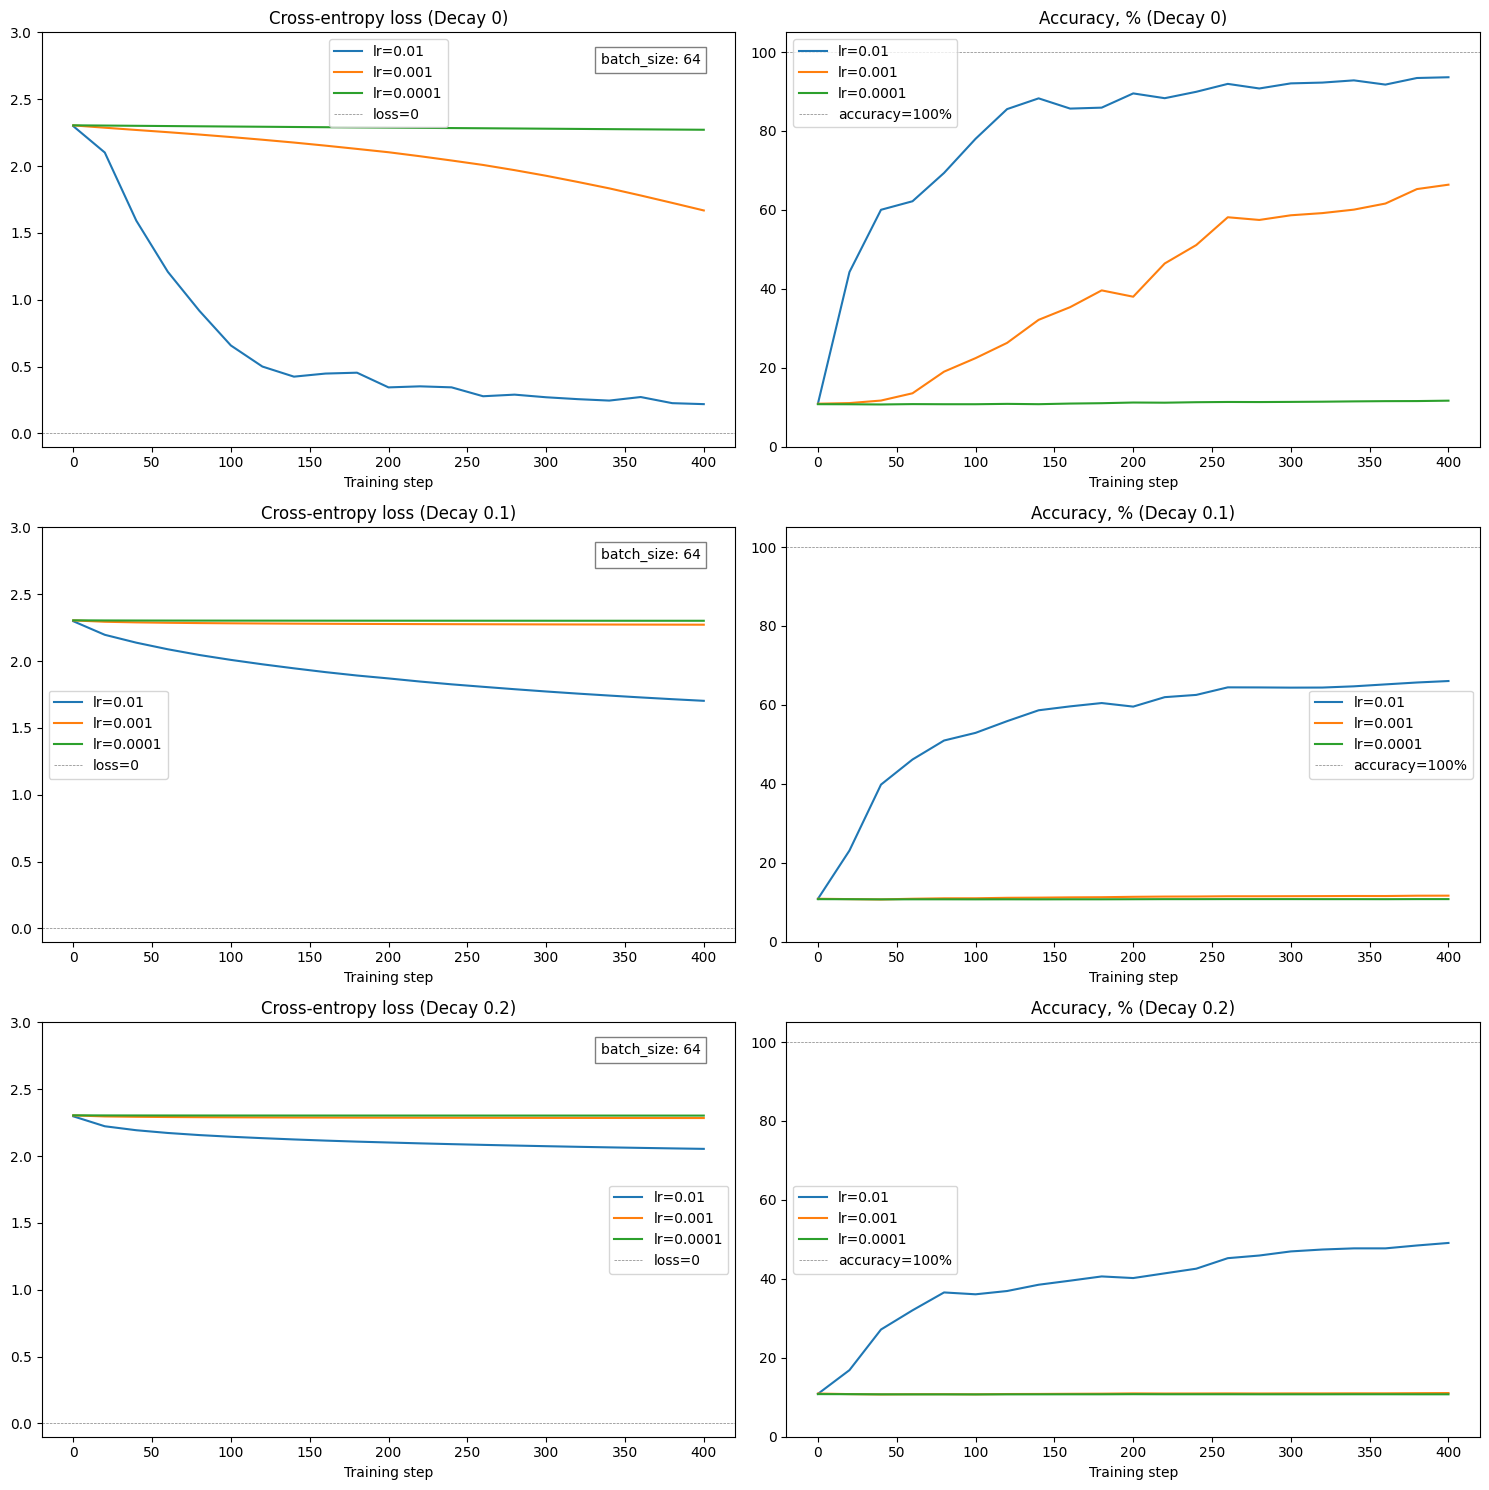 Cross-entropy loss (Decay 0)
3.0
2.5
2.0
1.5
1.0
0.5
0.0
lr=0.01
lr=0.001
lr=0.0001
loss=0
batch_size: 64
0 50 100 150 200 250 300 350 400
Training step
Accuracy, % (Decay 0)
100
80
60
40
20
0
lr=0.01
lr=0.001
lr=0.0001
accuracy=100%
0 50 100 150 200 250 300 350 400
Training step
Cross-entropy loss (Decay 0.1)
3.0
2.5
2.0
1.5
1.0
0.5
0.0
batch_size: 64
lr=0.01
lr=0.001
lr=0.0001
loss=0
0 50 100 150 200 250 300 350 400
Training step
Accuracy, % (Decay 0.1)
100
80
60
40
20
0
lr=0.01
lr=0.001
lr=0.0001
accuracy=100%
0 50 100 150 200 250 300 350 400
Training step
Cross-entropy loss (Decay 0.2)
3.0
2.5
2.0
1.5
1.0
0.5
0.0
batch_size: 64
lr=0.01
lr=0.001
lr=0.0001
loss=0
0 50 100 150 200 250 300 350 400
Training step
Accuracy, % (Decay 0.2)
100
80
60
40
20
0
lr=0.01
lr=0.001
lr=0.0001
accuracy=100%
0 50 100 150 200 250 300 350 400
Training step